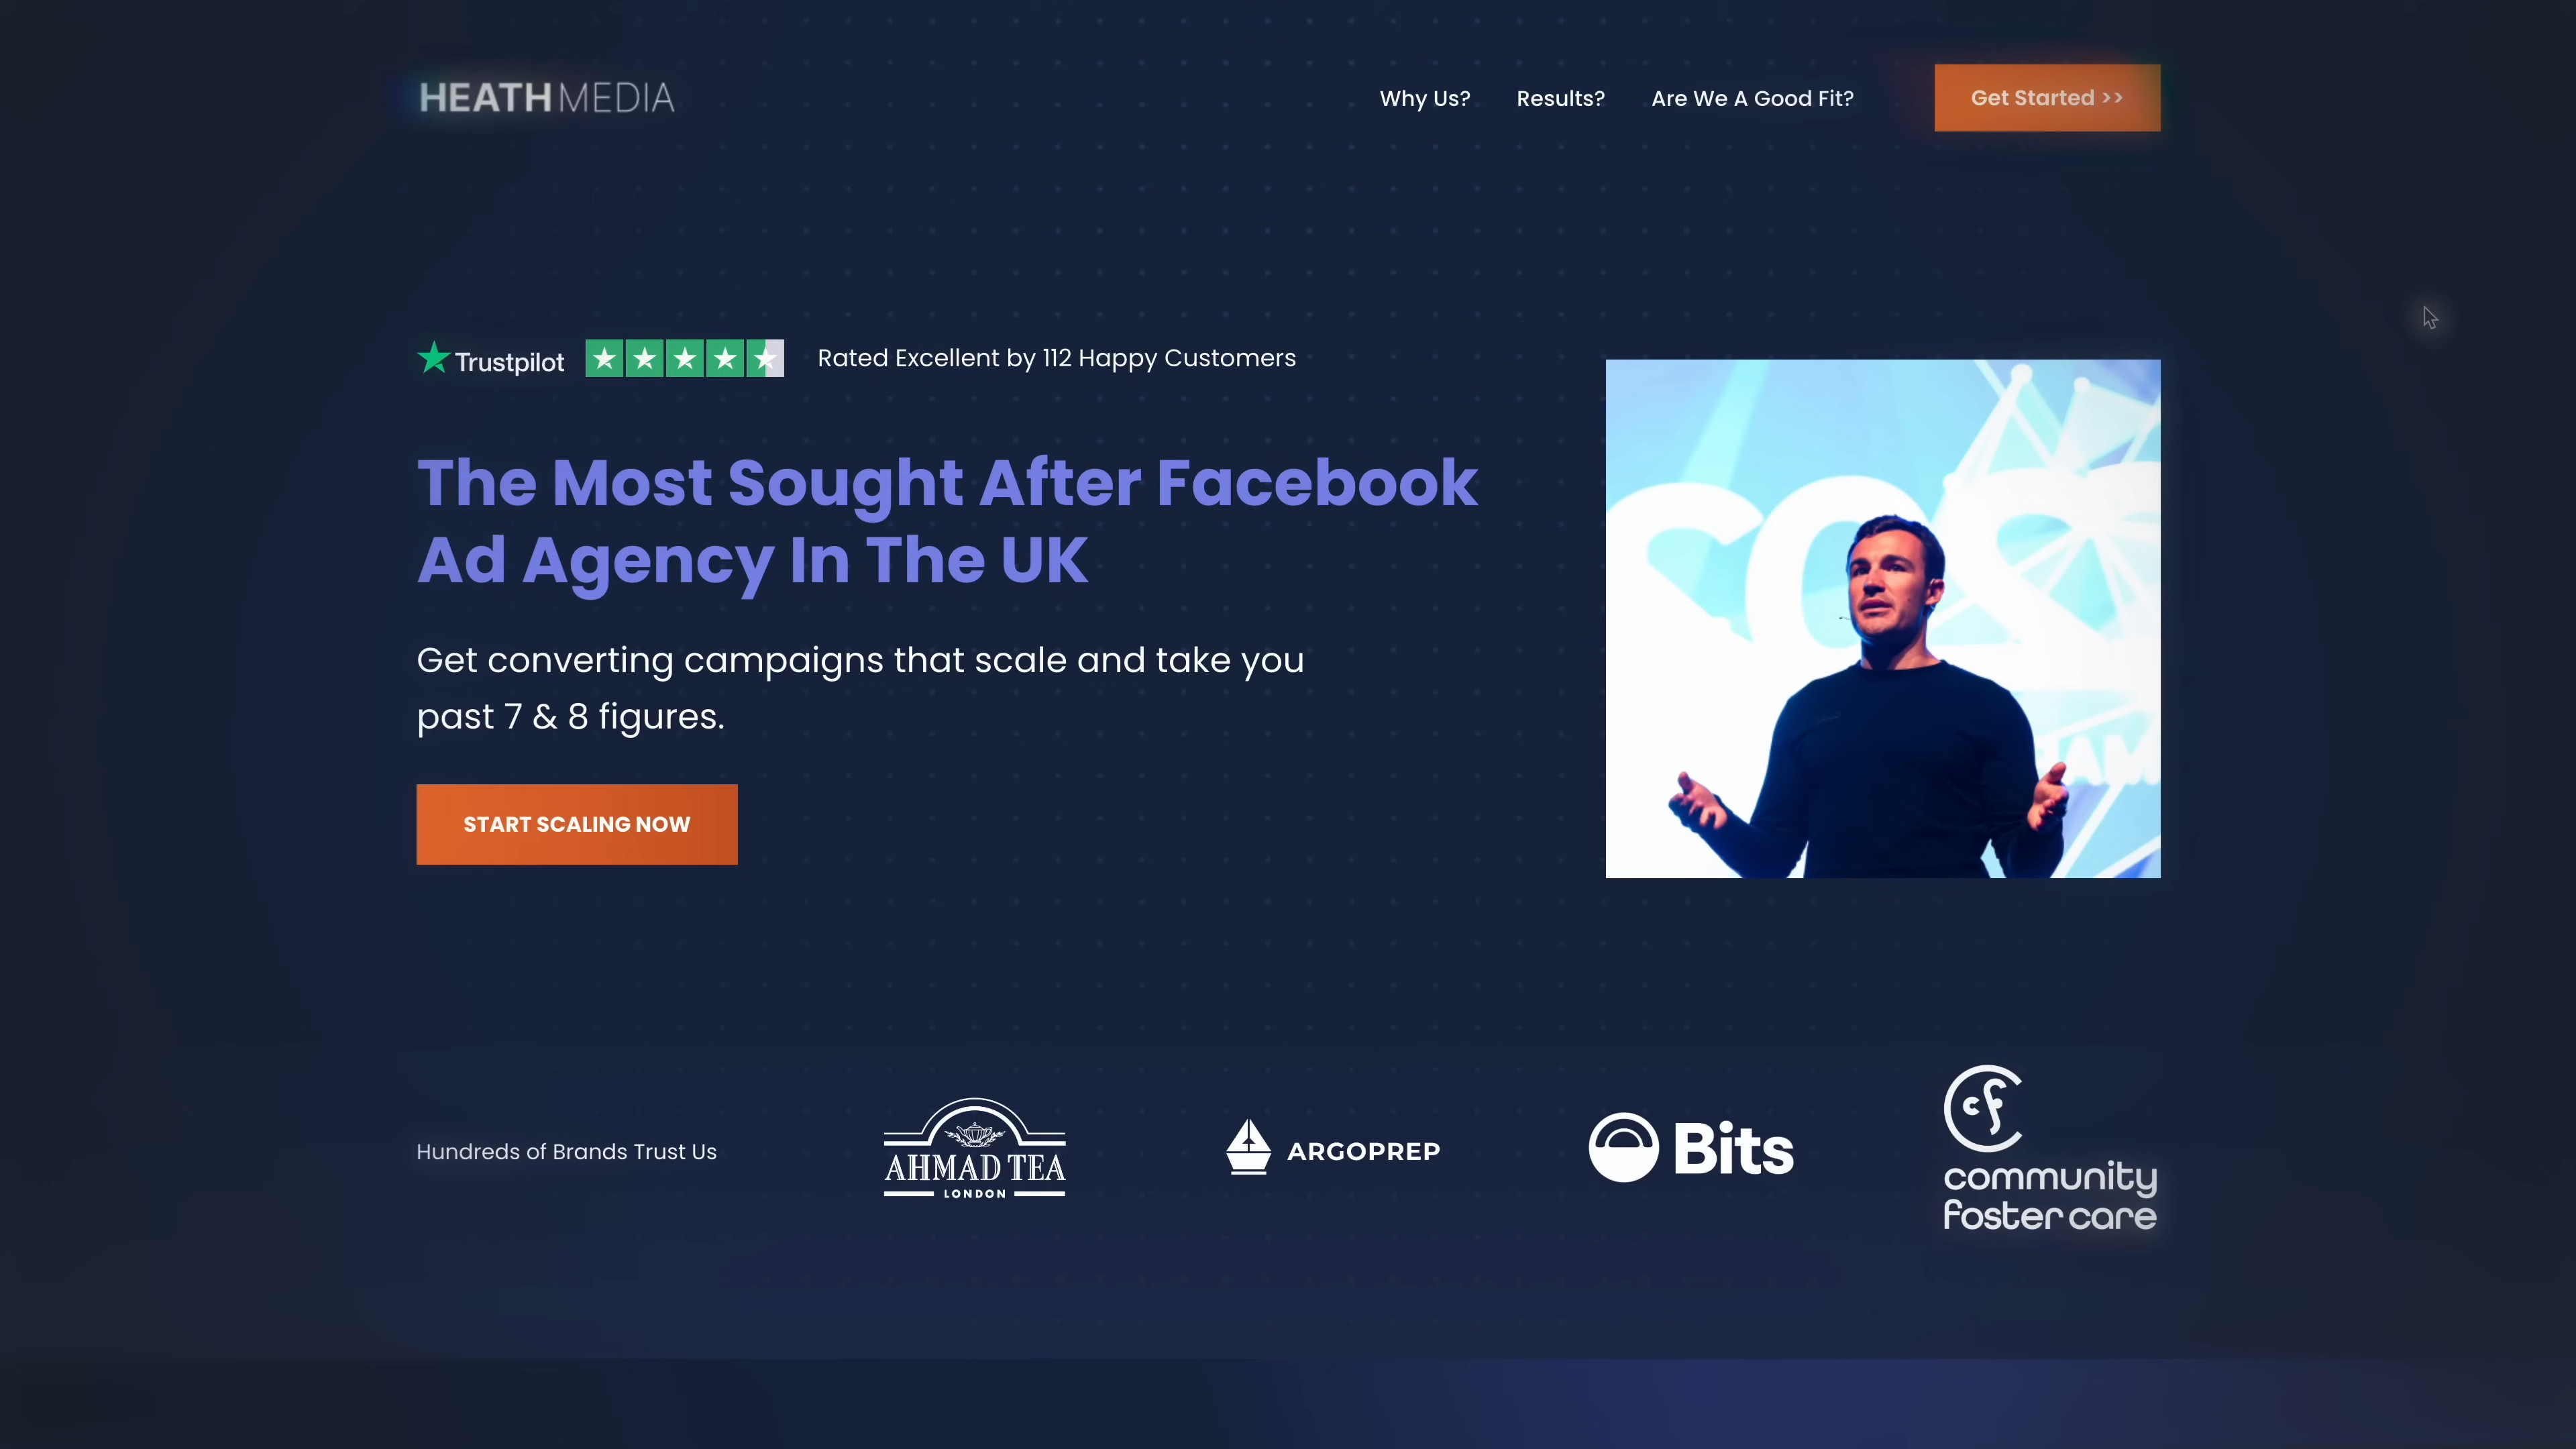 HEATH MEDIA
Why Us?
Results?
Are We A Good Fit?
Get Started >>
Trustpilot
Rated Excellent by 112 Happy Customers
The Most Sought After Facebook
Ad Agency In The UK
Get converting campaigns that scale and take you
past 7 & 8 figures.
START SCALING NOW
Hundreds of Brands Trust Us
AHMAD TEA
LONDON
ARGOPREP
Bits
cf
community
foster care